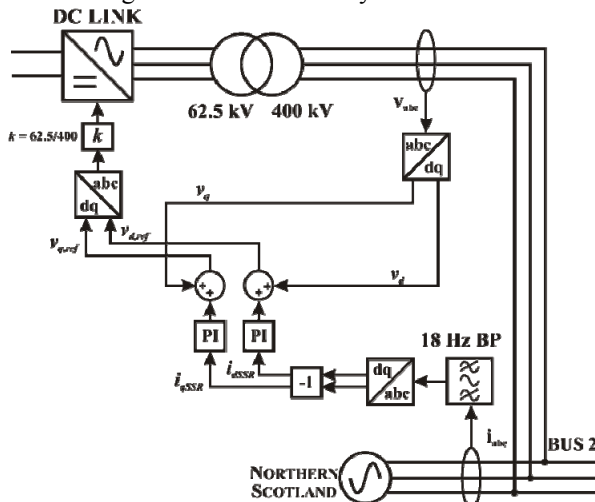 DC LINK
62.5 kV 400 kV
v_abc
k = 62.5/400
k
abc
dq
abc
dq
v_q
v_q,ref
v_d,ref
v_d
+ +
+ +
PI
PI
18 Hz BP
i_qSSR
i_dSSR
-1
dq
abc
i_abc
BUS 2
NORTHERN
SCOTLAND